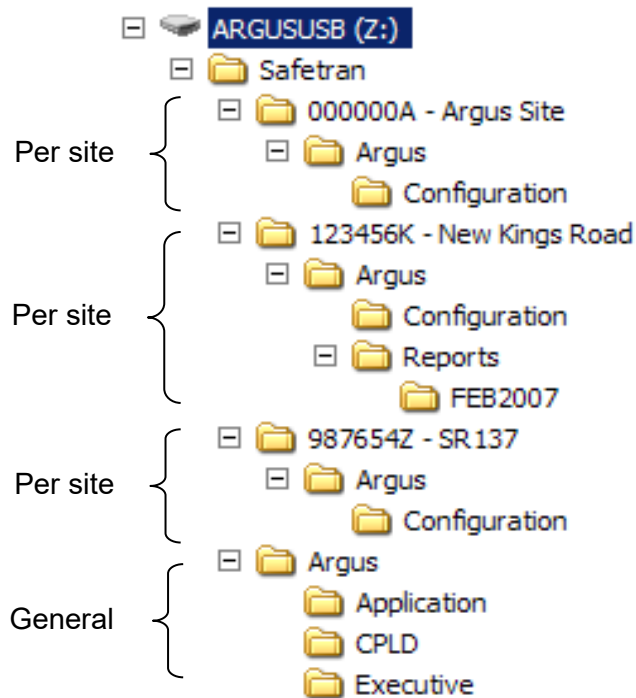 ARGUSUSB (Z:)
Safetran
000000A - Argus Site
Per site
Argus
Configuration
123456K - New Kings Road
Argus
Per site
Configuration
Reports
FEB2007
987654Z - SR137
Per site
Argus
Configuration
Argus
General
Application
CPLD
Executive